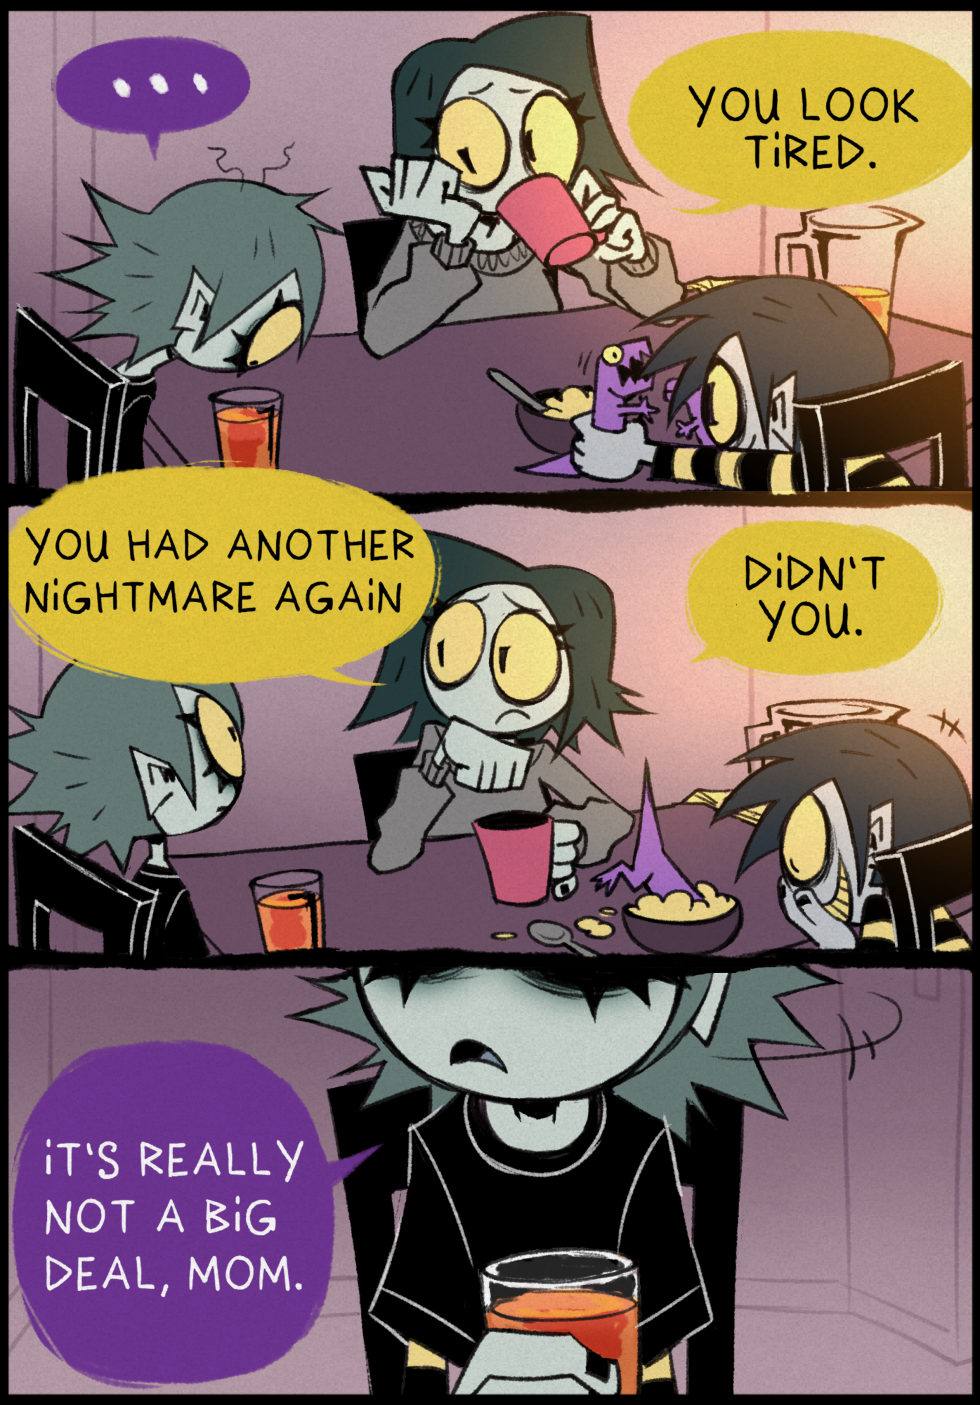 ...
YOU LOOK
TiRED.
YOU HAD ANOTHER
NiGHTMARE AGAiN
DiDN'T
YOU.
iT'S REALLY
NOT A BiG
DEAL, MOM.